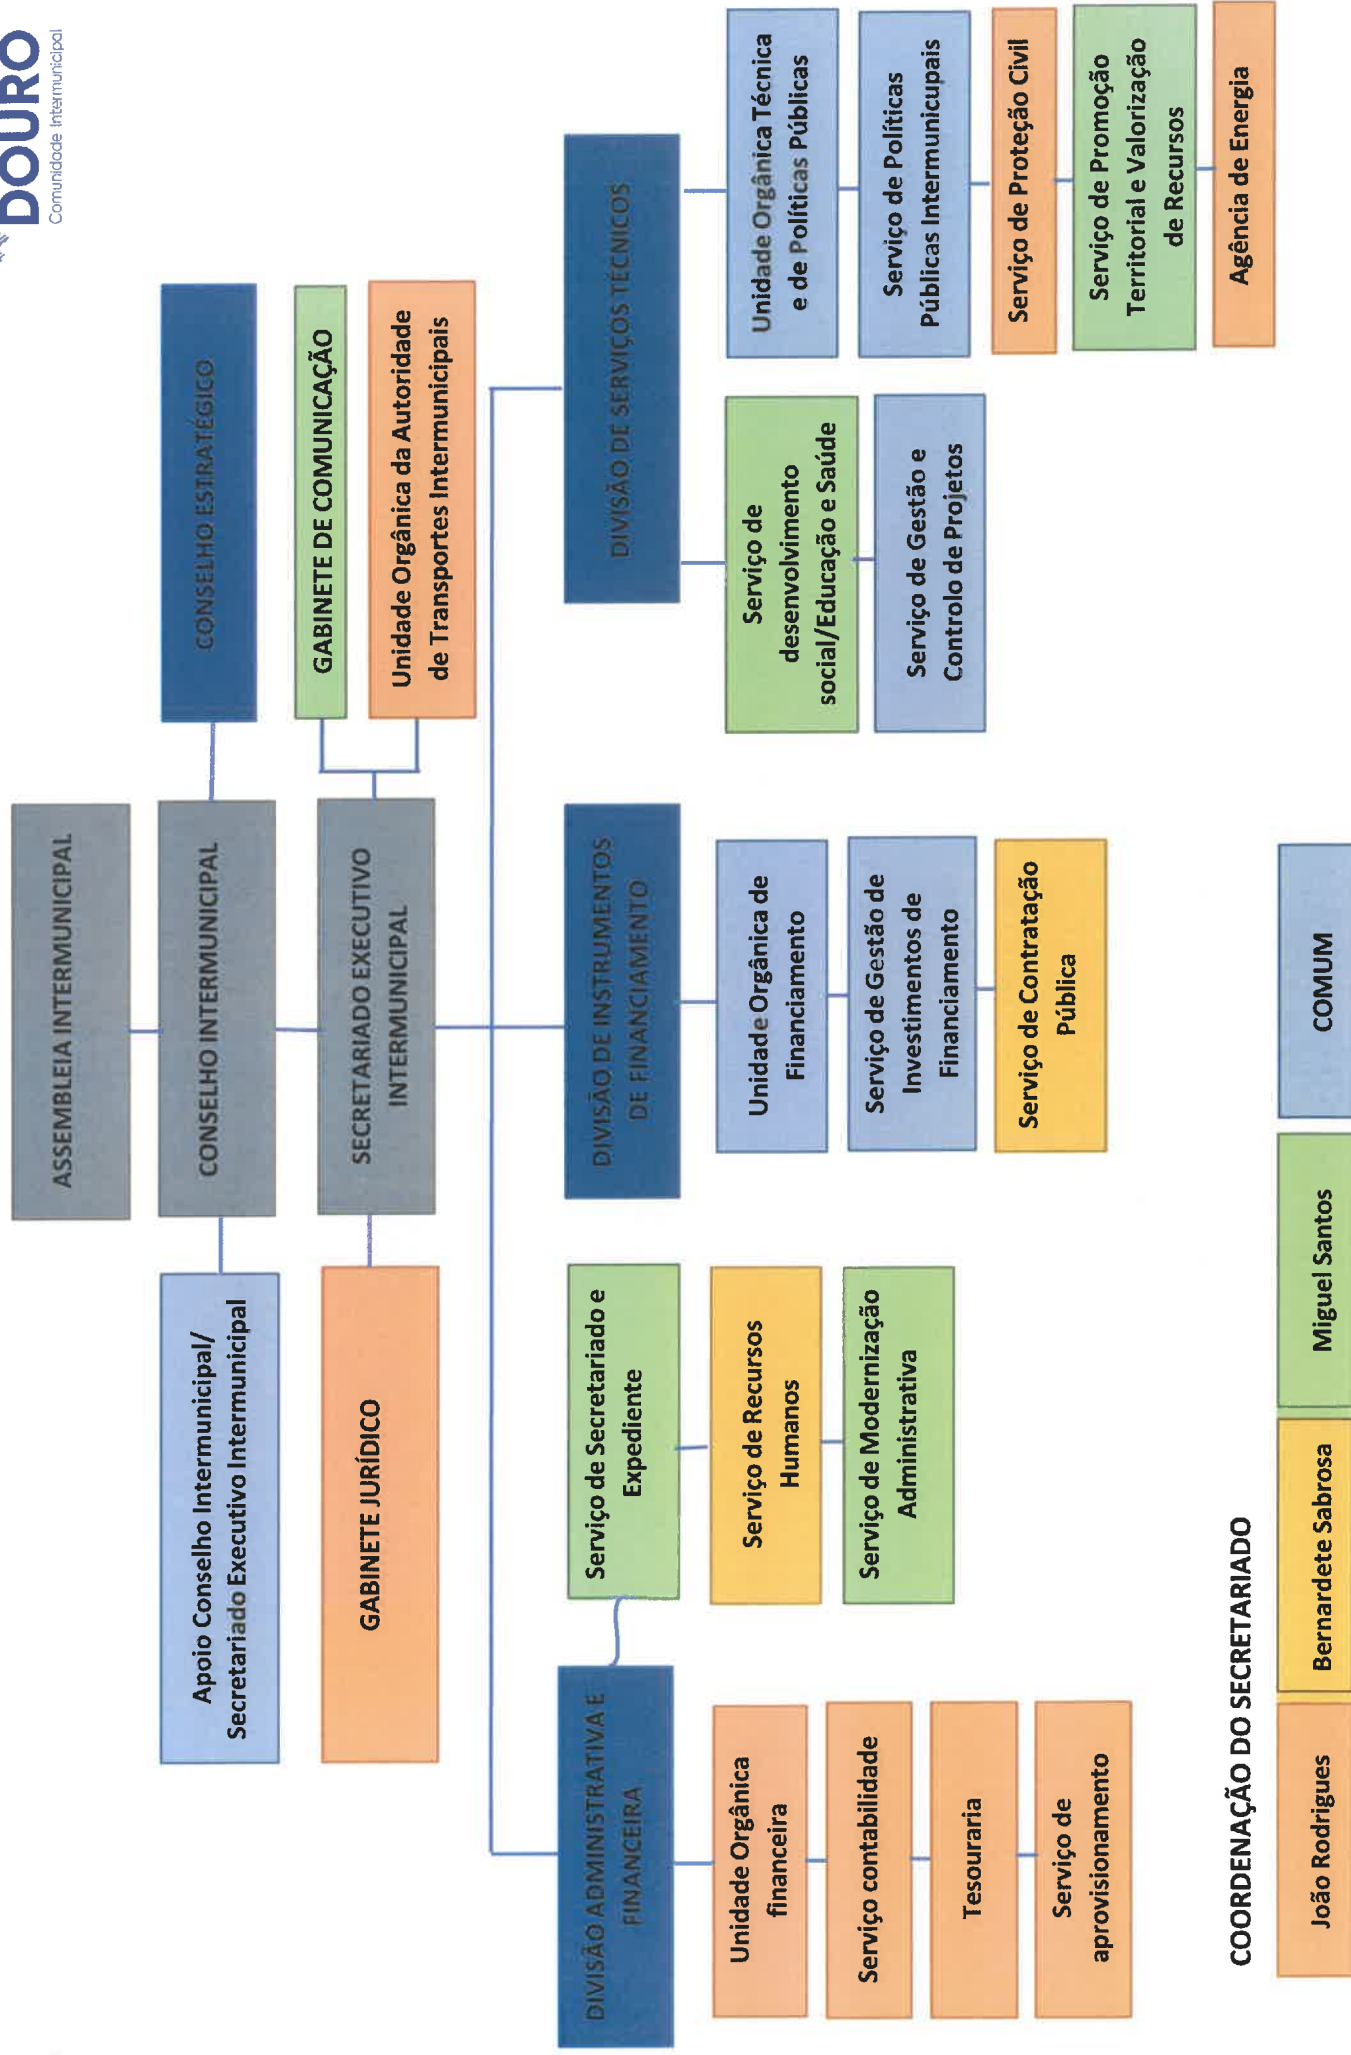 DOURO
Comunidade Intermunicipal
ASSEMBLEIA INTERMUNICIPAL
Apoio Conselho Intermunicipal/
Secretariado Executivo Intermunicipal
CONSELHO INTERMUNICIPAL
CONSELHO ESTRATÉGICO
GABINETE JURÍDICO
SECRETARIADO EXECUTIVO
INTERMUNICIPAL
GABINETE DE COMUNICAÇÃO
Unidade Orgânica da Autoridade
de Transportes Intermunicipais
DIVISÃO ADMINISTRATIVA E
FINANCEIRA
Unidade Orgânica
financeira
Serviço contabilidade
Tesouraria
Serviço de
aprovisionamento
Serviço de Secretariado e
Expediente
Serviço de Recursos
Humanos
Serviço de Modernização
Administrativa
DIVISÃO DE INSTRUMENTOS
DE FINANCIAMENTO
Unidade Orgânica de
Financiamento
Serviço de Gestão de
Investimentos de
Financiamento
Serviço de Contratação
Pública
DIVISÃO DE SERVIÇOS TÉCNICOS
Serviço de
desenvolvimento
social/Educação e Saúde
Serviço de Gestão e
Controlo de Projetos
Unidade Orgânica Técnica
e de Políticas Públicas
Serviço de Políticas
Públicas Intermunicupais
Serviço de Proteção Civil
Serviço de Promoção
Territorial e Valorização
de Recursos
Agência de Energia
COORDENAÇÃO DO SECRETARIADO
João Rodrigues
Bernardete Sabrosa
Miguel Santos
COMUM